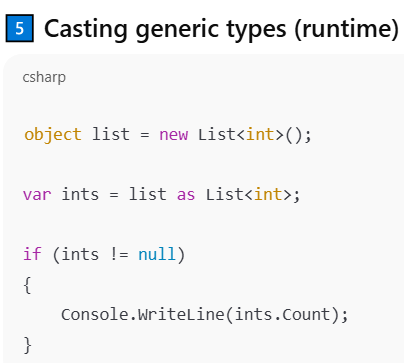 5 Casting generic types (runtime)
csharp
object list = new List<int>();
var ints = list as List<int>;
if (ints != null)
{
    Console.WriteLine(ints.Count);
}